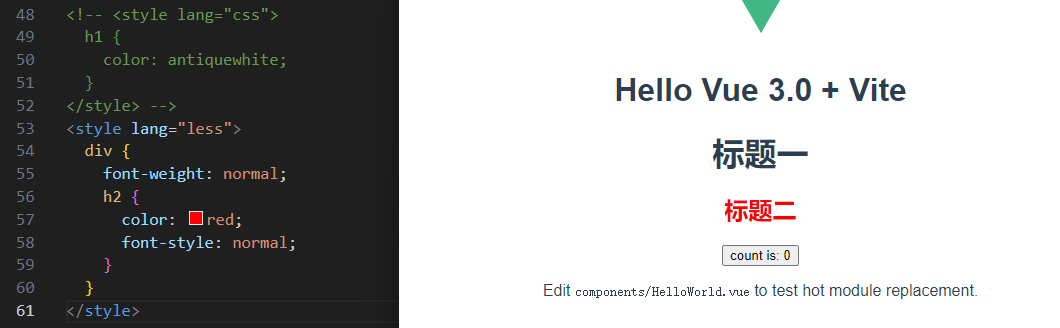 48 <!-- <style lang="css">
49 h1 {
50 color: antiquewhite;
51 }
52 </style> -->
53 <style lang="less">
54 div {
55 font-weight: normal;
56 h2 {
57 color: red;
58 font-style: normal;
59 }
60 }
61 </style>
Hello Vue 3.0 + Vite
标题一
标题二
count is: 0
Edit components/HelloWorld.vue to test hot module replacement.